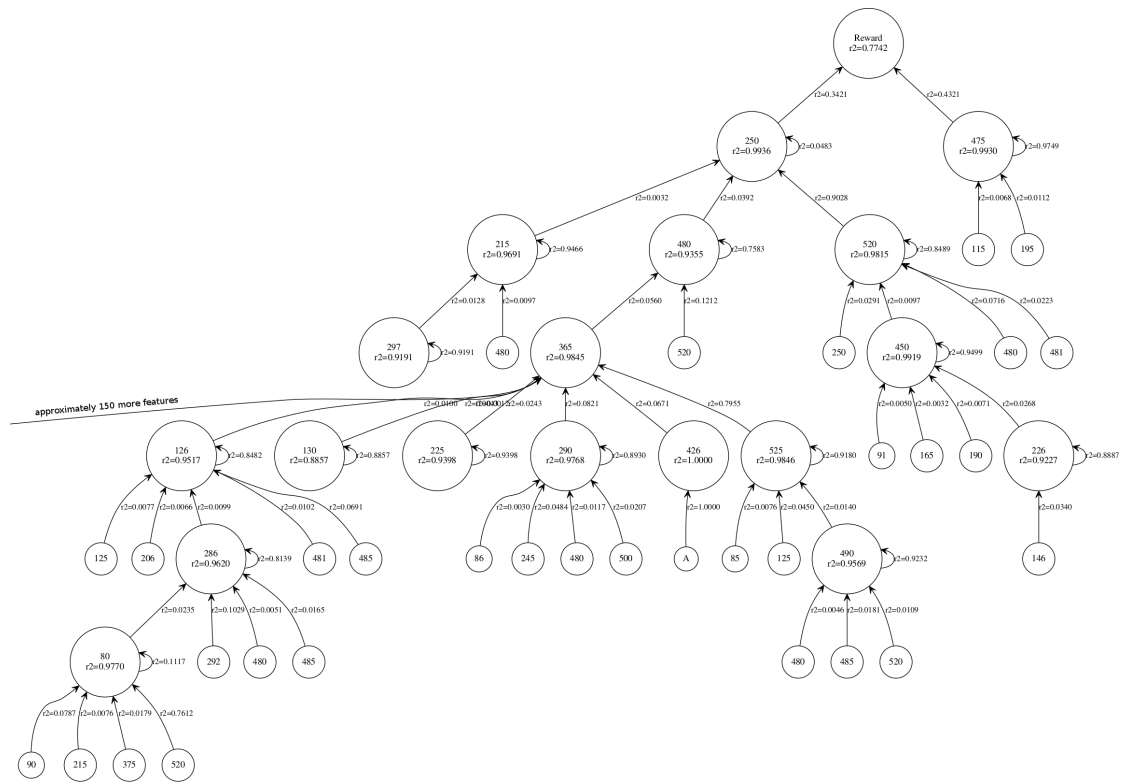 Reward
r2=0.7742
r2=0.3421
r2=0.4321
250
r2=0.9936
r2=0.0483
475
r2=0.9930
r2=0.9749
r2=0.0032
r2=0.0392
r2=0.9028
r2=0.0068
r2=0.0112
215
r2=0.9691
r2=0.9466
480
r2=0.9355
r2=0.7583
520
r2=0.9815
r2=0.8489
115
195
r2=0.0128
r2=0.0097
r2=0.0560
r2=0.1212
r2=0.0291
r2=0.0097
r2=0.0716
r2=0.0223
297
r2=0.9191
r2=0.9191
480
365
r2=0.9845
520
250
450
r2=0.9919
r2=0.9499
480
481
approximately 150 more features
r2=0.0100
r2=0.0243
r2=0.0821
r2=0.0671
r2=0.7955
r2=0.0050
r2=0.0032
r2=0.0071
r2=0.0268
126
r2=0.9517
r2=0.8482
130
r2=0.8857
r2=0.8857
225
r2=0.9398
r2=0.9398
290
r2=0.9768
r2=0.8930
426
r2=1.0000
525
r2=0.9846
r2=0.9180
91
165
190
226
r2=0.9227
r2=0.8887
r2=0.0077
r2=0.0066
r2=0.0099
r2=0.0102
r2=0.0691
r2=0.0030
r2=0.0484
r2=0.0117
r2=0.0207
r2=1.0000
r2=0.0076
r2=0.0450
r2=0.0140
r2=0.0340
125
206
286
r2=0.9620
r2=0.8139
481
485
86
245
480
500
A
85
125
490
r2=0.9569
r2=0.9232
146
r2=0.0235
r2=0.1029
r2=0.0051
r2=0.0165
r2=0.0046
r2=0.0181
r2=0.0109
80
r2=0.9770
r2=0.1117
292
480
485
480
485
520
r2=0.0787
r2=0.0076
r2=0.0179
r2=0.7612
90
215
375
520